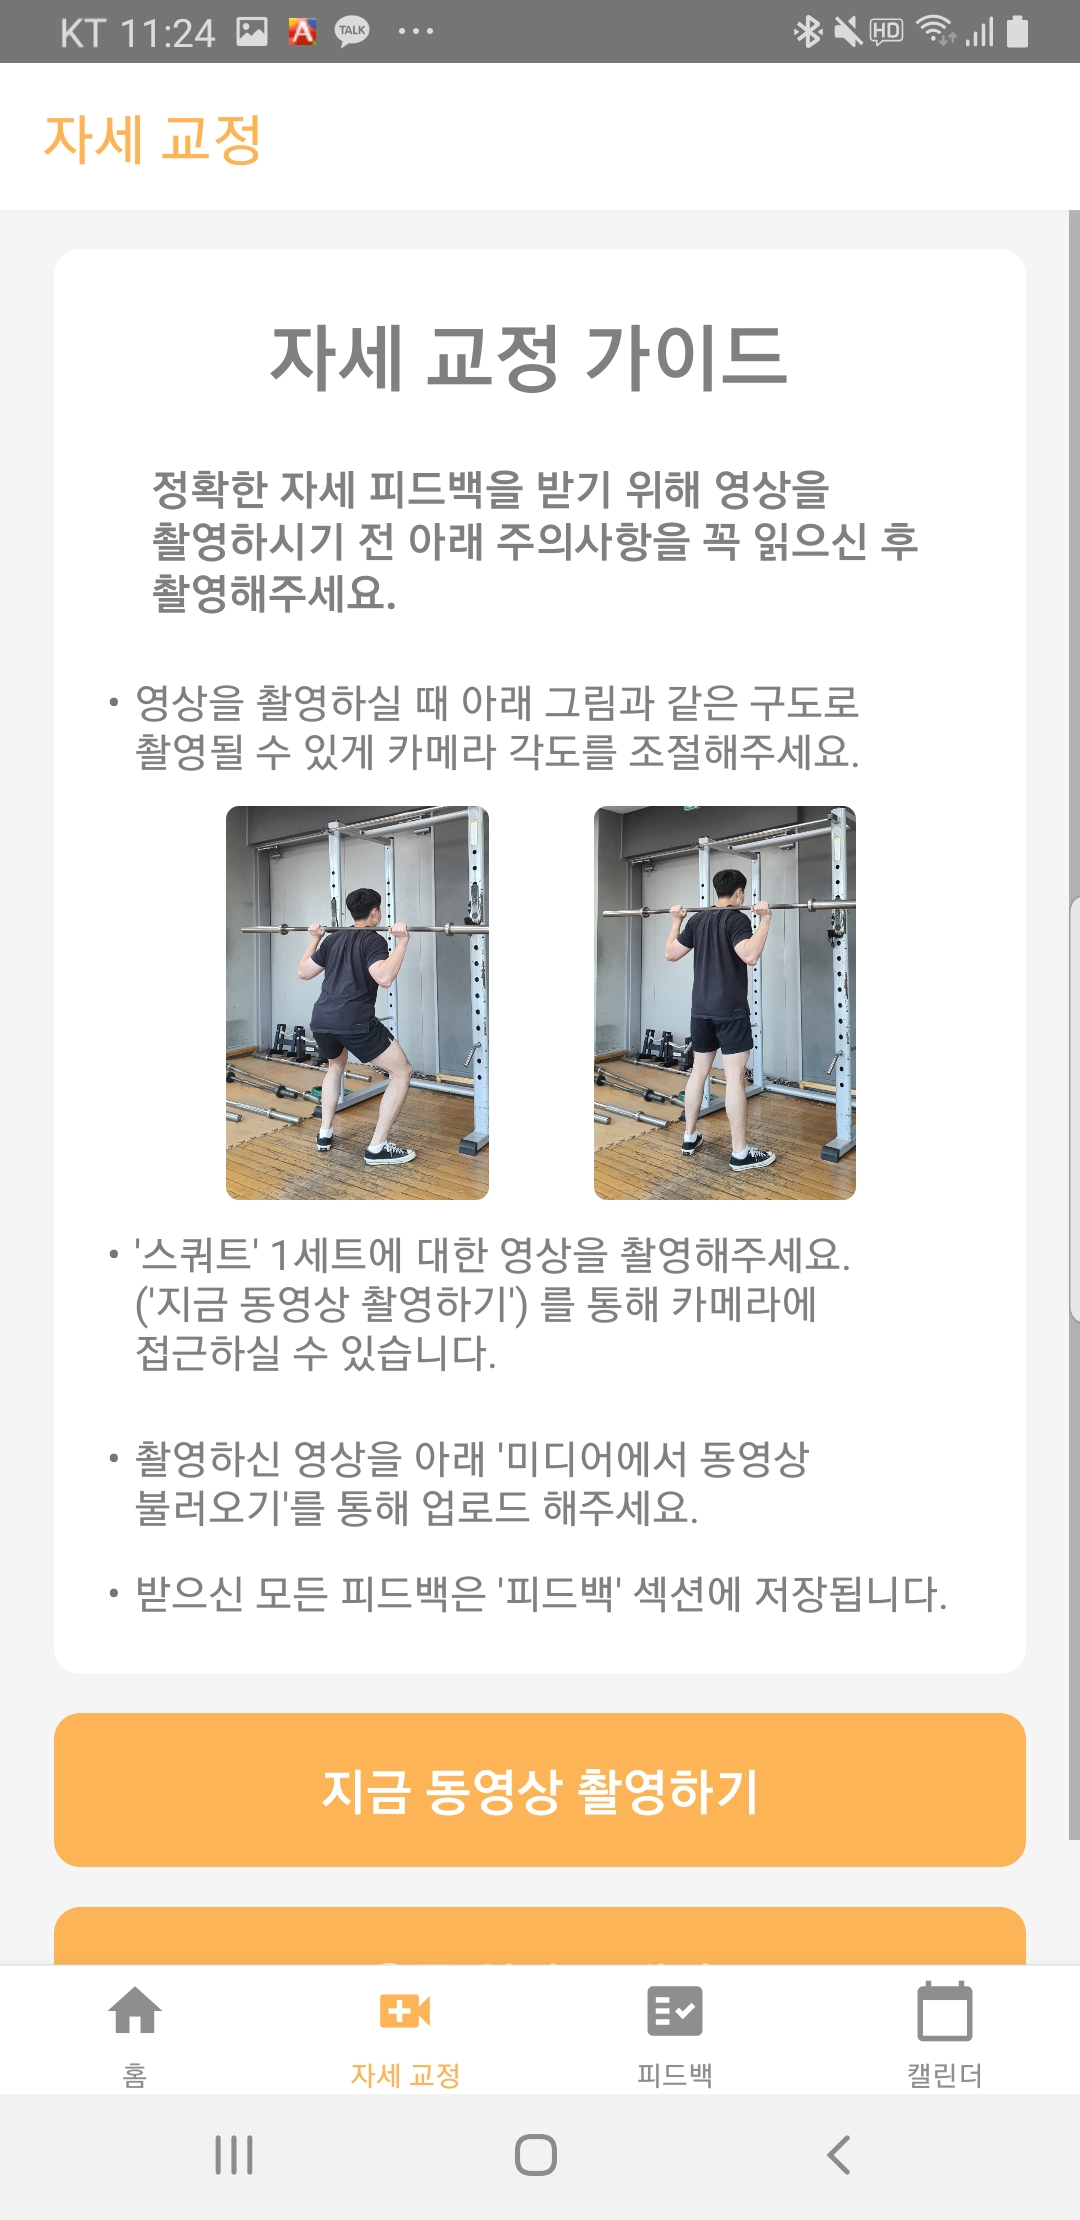 KT 11:24
TALK
HD
자세 교정
자세 교정 가이드
정확한 자세 피드백을 받기 위해 영상을
촬영하시기 전 아래 주의사항을 꼭 읽으신 후
촬영해주세요.
• 영상을 촬영하실 때 아래 그림과 같은 구도로
촬영될 수 있게 카메라 각도를 조절해주세요.
• '스쿼트' 1세트에 대한 영상을 촬영해주세요.
('지금 동영상 촬영하기') 를 통해 카메라에
접근하실 수 있습니다.
• 촬영하신 영상을 아래 '미디어에서 동영상
불러오기'를 통해 업로드 해주세요.
• 받으신 모든 피드백은 '피드백' 섹션에 저장됩니다.
지금 동영상 촬영하기
홈
자세 교정
피드백
캘린더